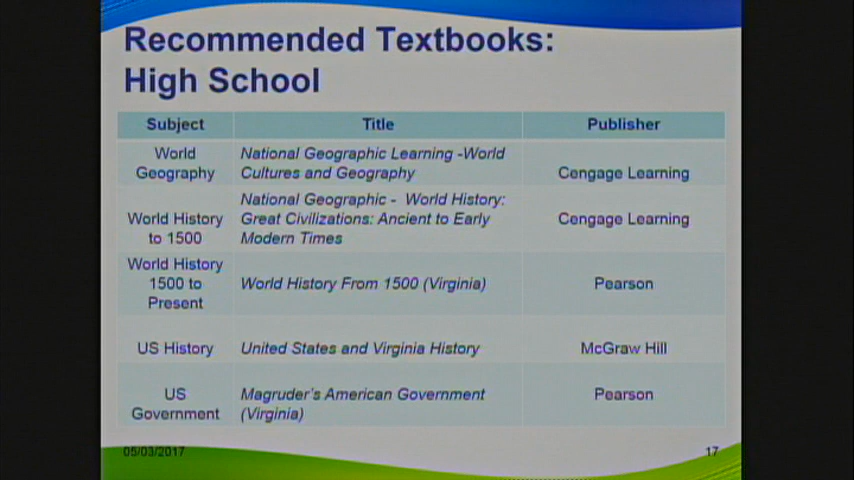 Recommended Textbooks:
High School
Subject Title Publisher
World
Geography
National Geographic Learning -World
Cultures and Geography
Cengage Learning
World History
to 1500
National Geographic - World History:
Great Civilizations: Ancient to Early
Modern Times
Cengage Learning
World History
1500 to
Present
World History From 1500 (Virginia)
Pearson
US History
United States and Virginia History
McGraw Hill
US
Government
Magruder's American Government
(Virginia)
Pearson
05/03/2017
17